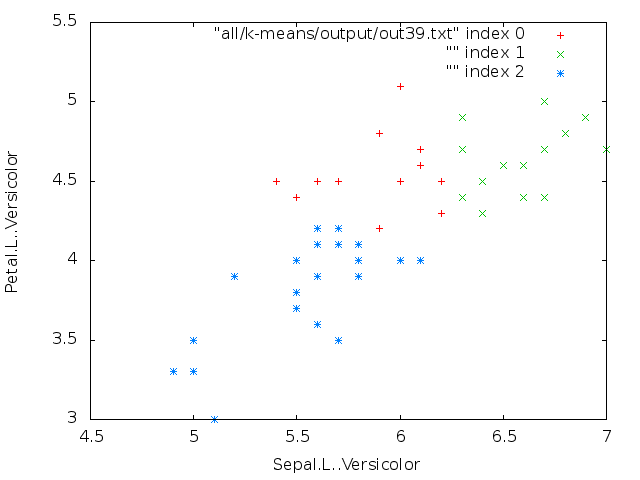 "all/k-means/output/out39.txt" index 0
"" index 1
"" index 2
5.5
5
4.5
4
3.5
3
Petal.L..Versicolor
4.5 5 5.5 6 6.5 7
Sepal.L..Versicolor